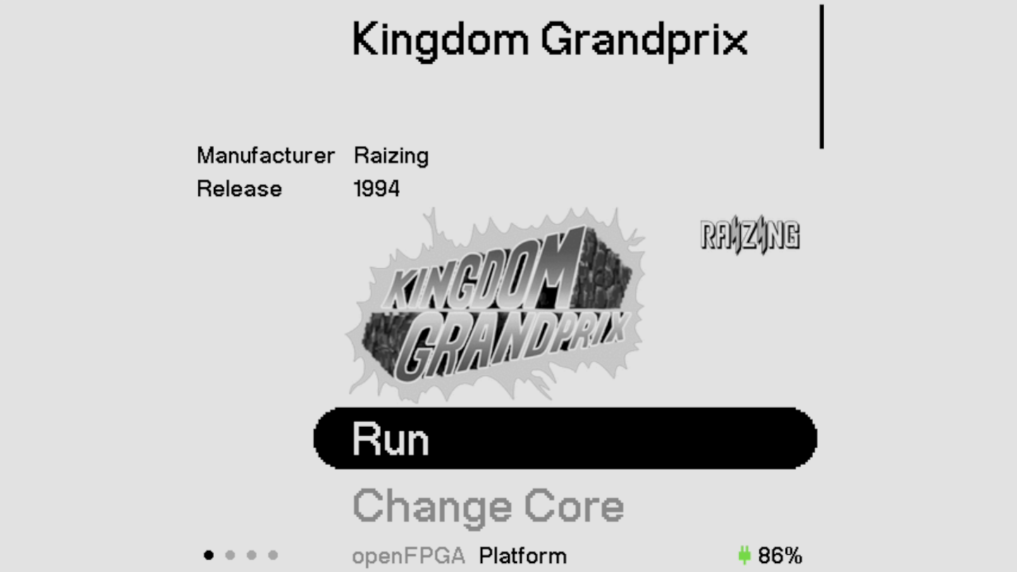 Kingdom Grandprix
Manufacturer Raizing
Release 1994
RAIZING
KINGDOM
GRANDPRIX
Run
Change Core
openFPGA Platform 86%